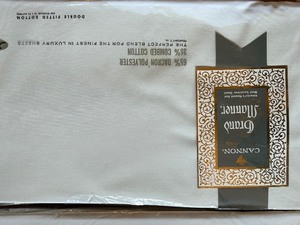 DOUBLE FITTED BOTTOM
THE PERFECT BLEND FOR THE FINEST IN LUXURY SHEETS
65% DACRON POLYESTER
35% COMBED COTTON
CANNON
Grand
Manner